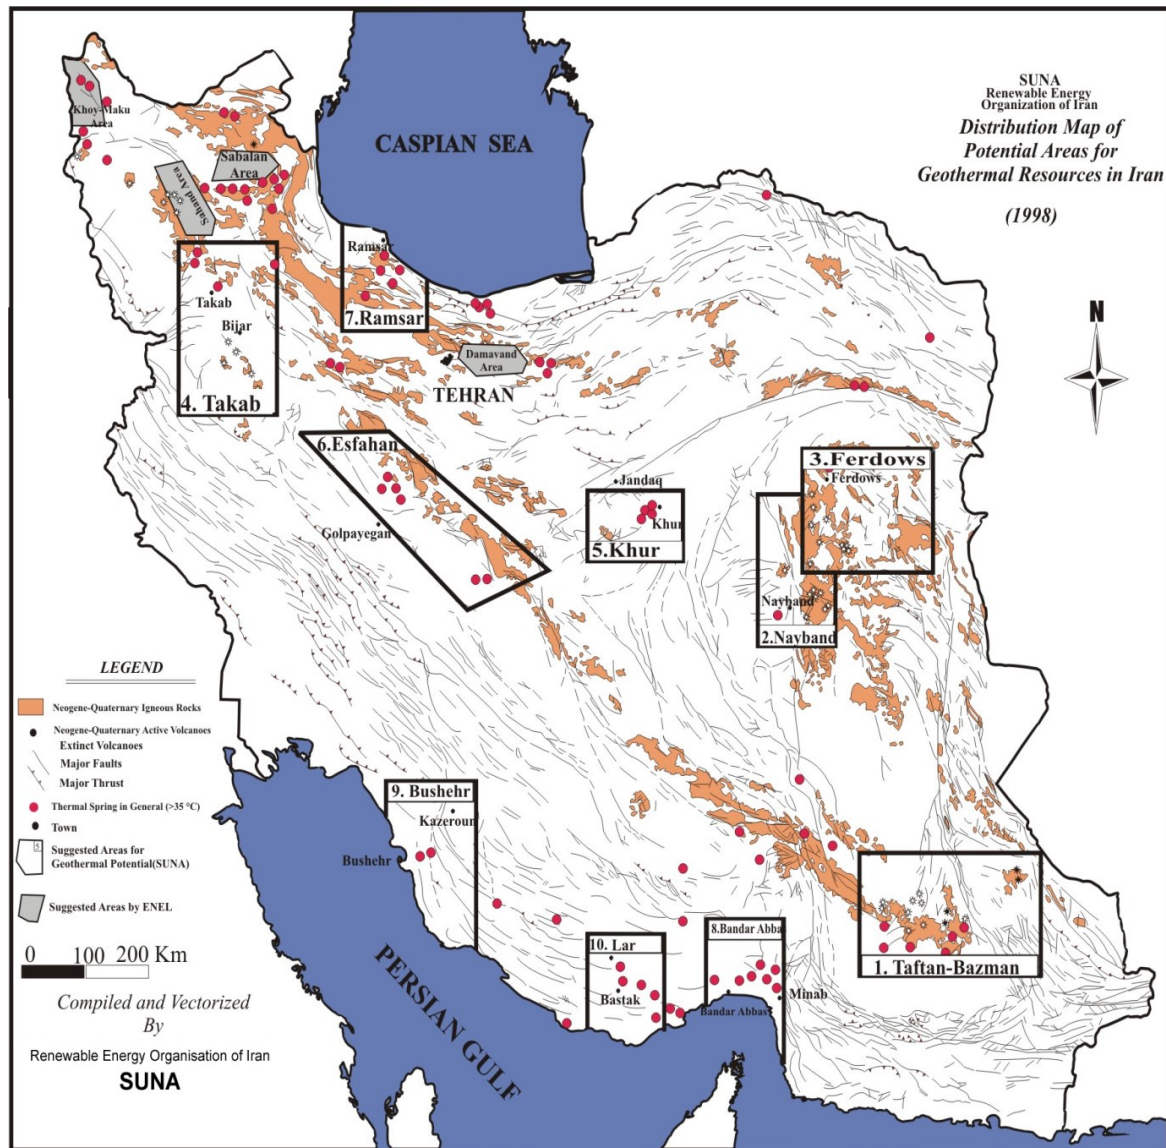 SUNA
Renewable Energy
Organization of Iran
Distribution Map of
Potential Areas for
Geothermal Resources in Iran
(1998)
CASPIAN SEA
Khoy-Maku
Area
Sabalan
Area
Sahand Area
Ramsar
7.Ramsar
Takab
Bijar
4. Takab
Damavand
Area
TEHRAN
N
6.Esfahan
Golpayegan
Jandaq
Khur
5.Khur
3.Ferdows
Ferdows
Nayband
2.Nayband
LEGEND
Neogene-Quaternary Igneous Rocks
Neogene-Quaternary Active Volcanoes
Extinct Volcanoes
Major Faults
Major Thrust
Thermal Spring in General (>35 °C)
Town
5
Suggested Areas for
Geothermal Potential(SUNA)
Suggested Areas by ENEL
0 100 200 Km
Compiled and Vectorized
By
Renewable Energy Organisation of Iran
SUNA
9. Bushehr
Kazeroun
Bushehr
PERSIAN GULF
10. Lar
Bastak
8.Bandar Abba
Bandar Abbas
Minab
1. Taftan-Bazman